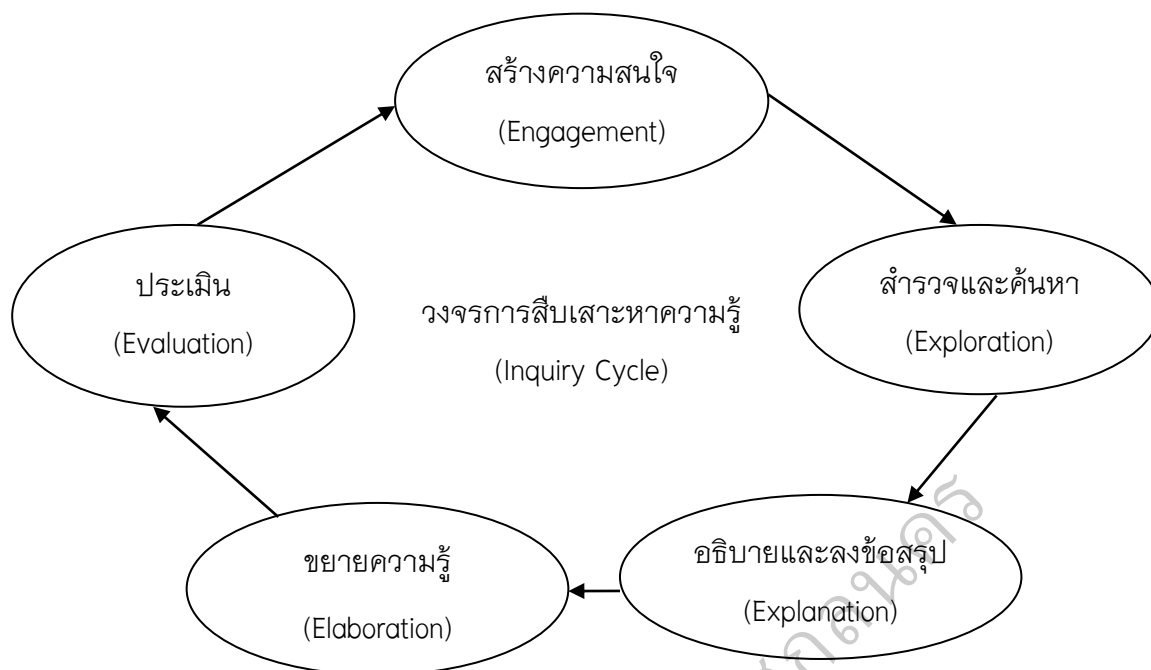 สร้างความสนใจ
(Engagement)
สำรวจและค้นหา
(Exploration)
อธิบายและลงข้อสรุป
(Explanation)
ขยายความรู้
(Elaboration)
ประเมิน
(Evaluation)
วงจรการสืบเสาะหาความรู้
(Inquiry Cycle)